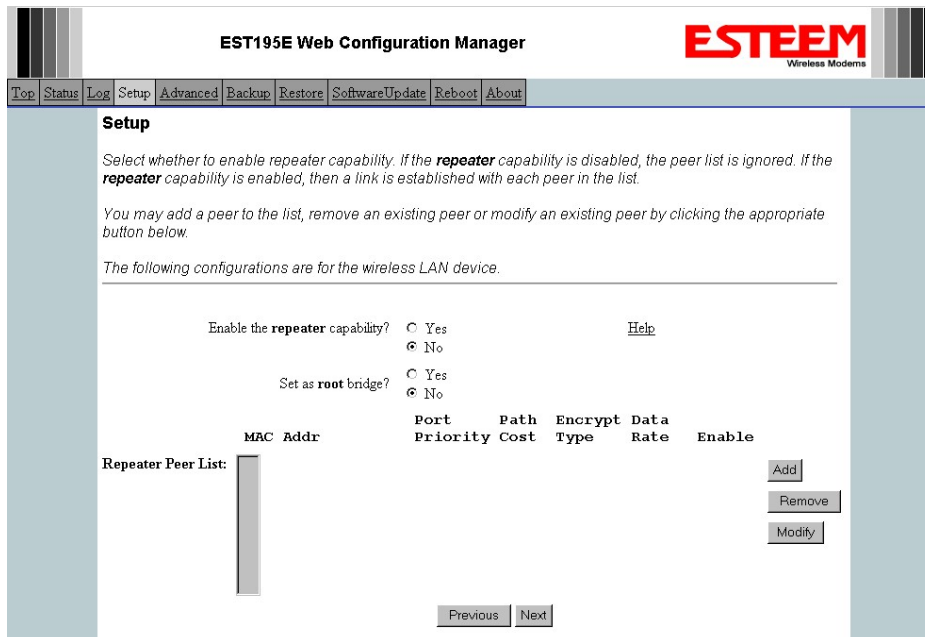 EST195E Web Configuration Manager
ESTEEM
Wireless Modems
Top Status Log Setup Advanced Backup Restore SoftwareUpdate Reboot About
Setup
Select whether to enable repeater capability. If the repeater capability is disabled, the peer list is ignored. If the
repeater capability is enabled, then a link is established with each peer in the list.
You may add a peer to the list, remove an existing peer or modify an existing peer by clicking the appropriate
button below.
The following configurations are for the wireless LAN device.
Enable the repeater capability? Yes Help
No
Set as root bridge? Yes
No
Port Path Encrypt Data
MAC Addr Priority Cost Type Rate Enable
Repeater Peer List: Add
Remove
Modify
Previous Next